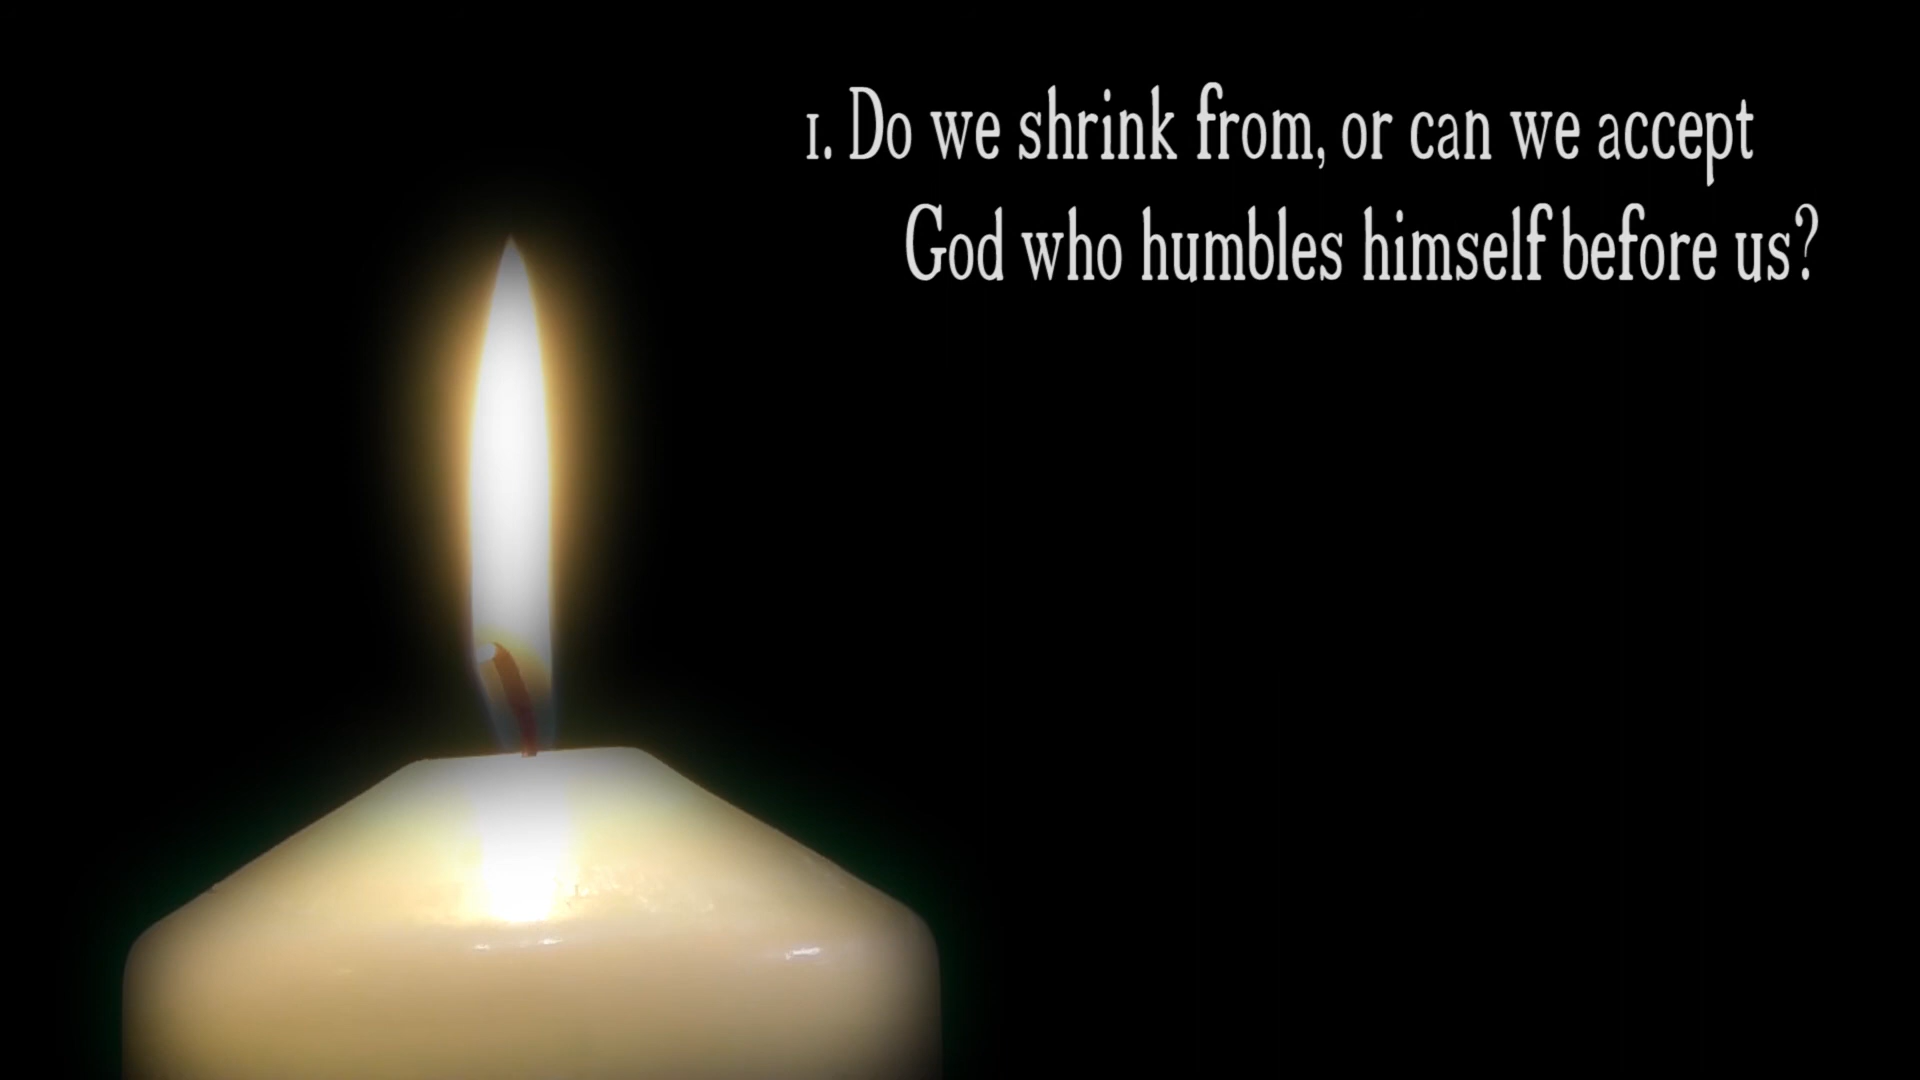 1. Do we shrink from, or can we accept
God who humbles himself before us?